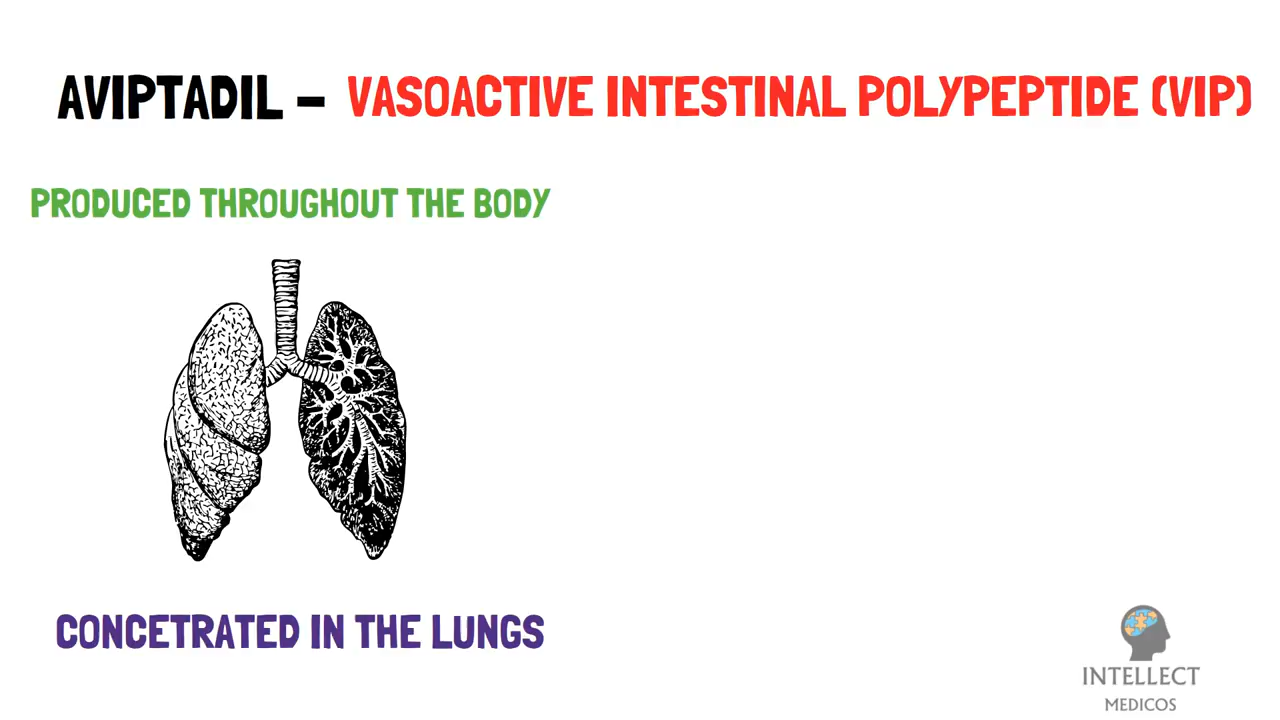 AVIPTADIL – VASOACTIVE INTESTINAL POLYPEPTIDE (VIP)
PRODUCED THROUGHOUT THE BODY
CONCETRATED IN THE LUNGS
INTELLECT
MEDICOS